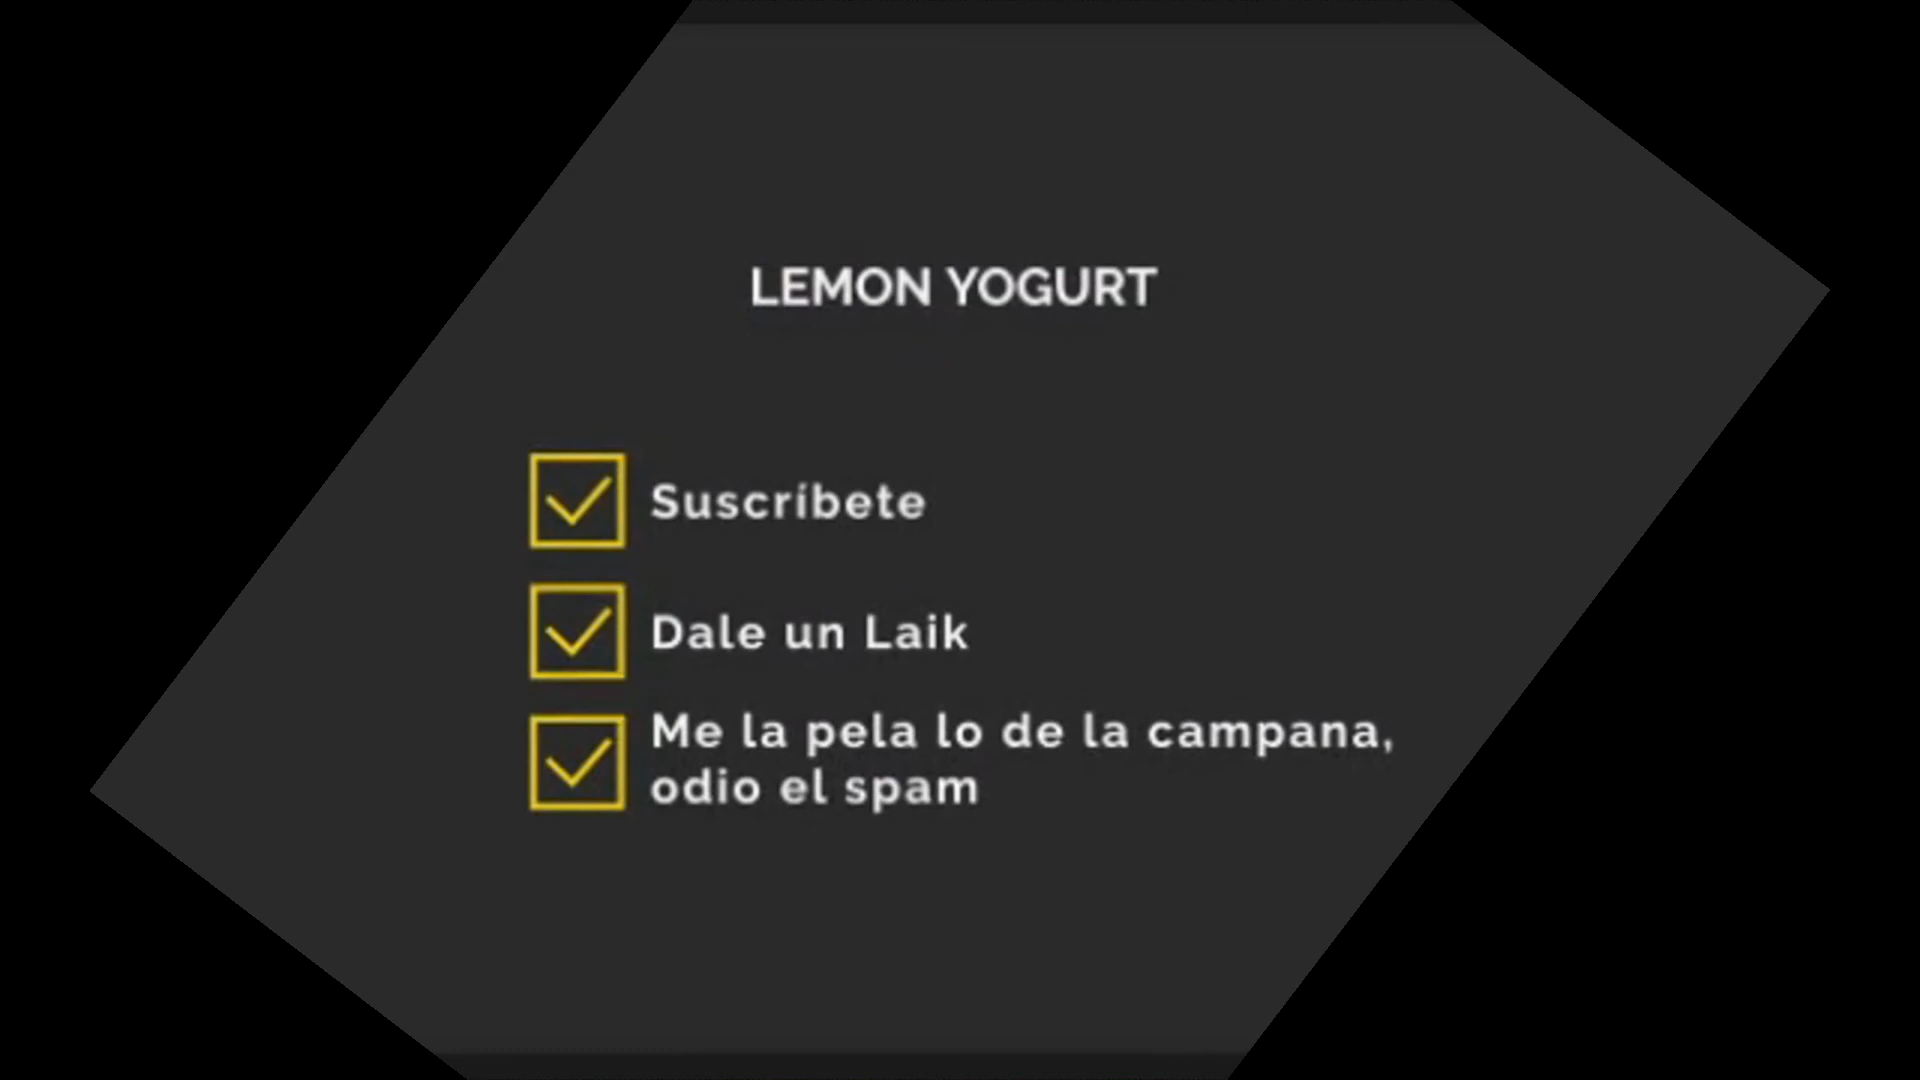 LEMON YOGURT
Suscríbete
Dale un Laik
Me la pela lo de la campana,
odio el spam